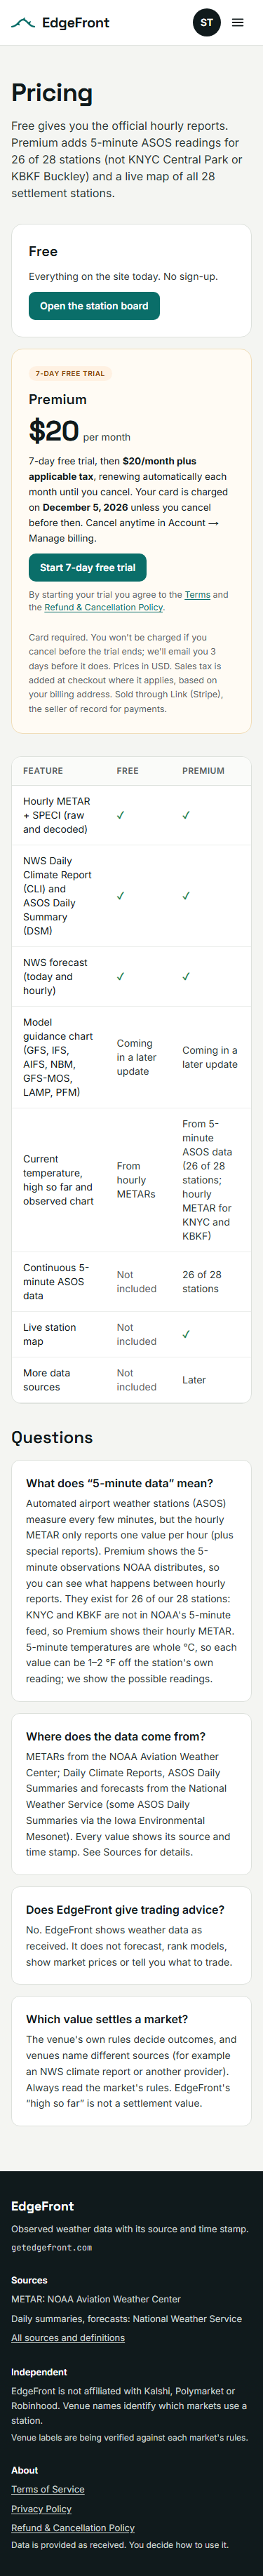 EdgeFront
ST
Pricing
Free gives you the official hourly reports.
Premium adds 5-minute ASOS readings for
26 of 28 stations (not KNYC Central Park or
KBKF Buckley) and a live map of all 28
settlement stations.
Free
Everything on the site today. No sign-up.
Open the station board
7-DAY FREE TRIAL
Premium
$20 per month
7-day free trial, then $20/month plus
applicable tax, renewing automatically each
month until you cancel. Your card is charged
on December 5, 2026 unless you cancel
before then. Cancel anytime in Account →
Manage billing.
Start 7-day free trial
By starting your trial you agree to the Terms and
the Refund & Cancellation Policy.
Card required. You won't be charged if you
cancel before the trial ends; we'll email you 3
days before it does. Prices in USD. Sales tax is
added at checkout where it applies, based on
your billing address. Sold through Link (Stripe),
the seller of record for payments.
FEATURE FREE PREMIUM
Hourly METAR
+ SPECI (raw ✓ ✓
and decoded)
NWS Daily
Climate Report
(CLI) and ✓ ✓
ASOS Daily
Summary
(DSM)
NWS forecast
(today and ✓ ✓
hourly)
Model
guidance chart
(GFS, IFS,
AIFS, NBM,
GFS-MOS,
LAMP, PFM)
Coming
in a later
update
Coming in a
later update
Current
temperature,
high so far and
observed chart
From
hourly
METARs
From 5-
minute
ASOS data
(26 of 28
stations;
hourly
METAR for
KNYC and
KBKF)
Continuous 5-
minute ASOS
data
Not
included
26 of 28
stations
Live station
map
Not
included
✓
More data
sources
Not
included
Later
Questions
What does “5-minute data” mean?
Automated airport weather stations (ASOS)
measure every few minutes, but the hourly
METAR only reports one value per hour (plus
special reports). Premium shows the 5-
minute observations NOAA distributes, so
you can see what happens between hourly
reports. They exist for 26 of our 28 stations:
KNYC and KBKF are not in NOAA's 5-minute
feed, so Premium shows their hourly METAR.
5-minute temperatures are whole °C, so each
value can be 1–2 °F off the station's own
reading; we show the possible readings.
Where does the data come from?
METARs from the NOAA Aviation Weather
Center; Daily Climate Reports, ASOS Daily
Summaries and forecasts from the National
Weather Service (some ASOS Daily
Summaries via the Iowa Environmental
Mesonet). Every value shows its source and
time stamp. See Sources for details.
Does EdgeFront give trading advice?
No. EdgeFront shows weather data as
received. It does not forecast, rank models,
show market prices or tell you what to trade.
Which value settles a market?
The venue's own rules decide outcomes, and
venues name different sources (for example
an NWS climate report or another provider).
Always read the market's rules. EdgeFront's
“high so far” is not a settlement value.
EdgeFront
Observed weather data with its source and time stamp.
getedgefront.com
Sources
METAR: NOAA Aviation Weather Center
Daily summaries, forecasts: National Weather Service
All sources and definitions
Independent
EdgeFront is not affiliated with Kalshi, Polymarket or
Robinhood. Venue names identify which markets use a
station.
Venue labels are being verified against each market's rules.
About
Terms of Service
Privacy Policy
Refund & Cancellation Policy
Data is provided as received. You decide how to use it.